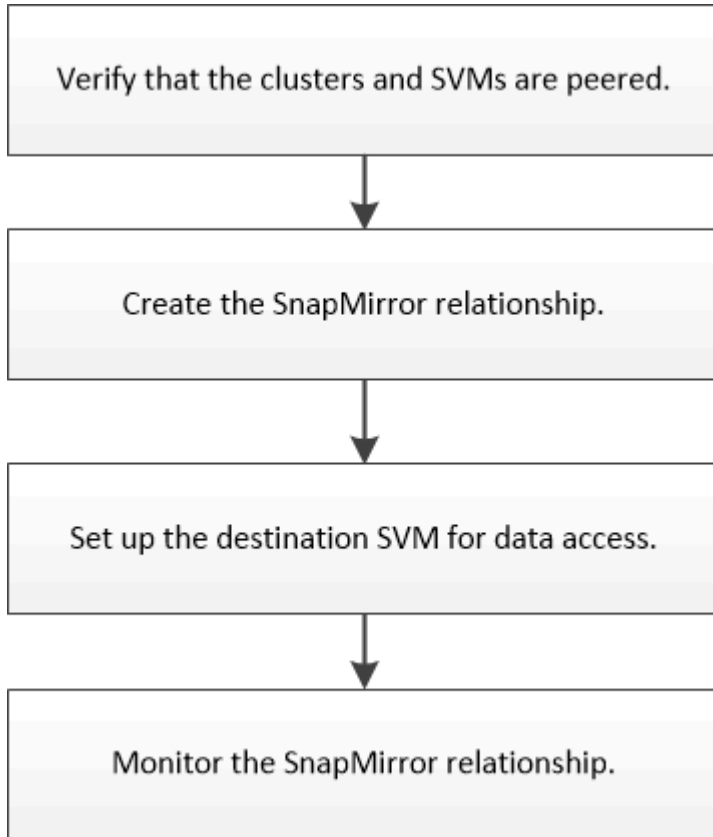 Verify that the clusters and SVMs are peered.
Create the SnapMirror relationship.
Set up the destination SVM for data access.
Monitor the SnapMirror relationship.